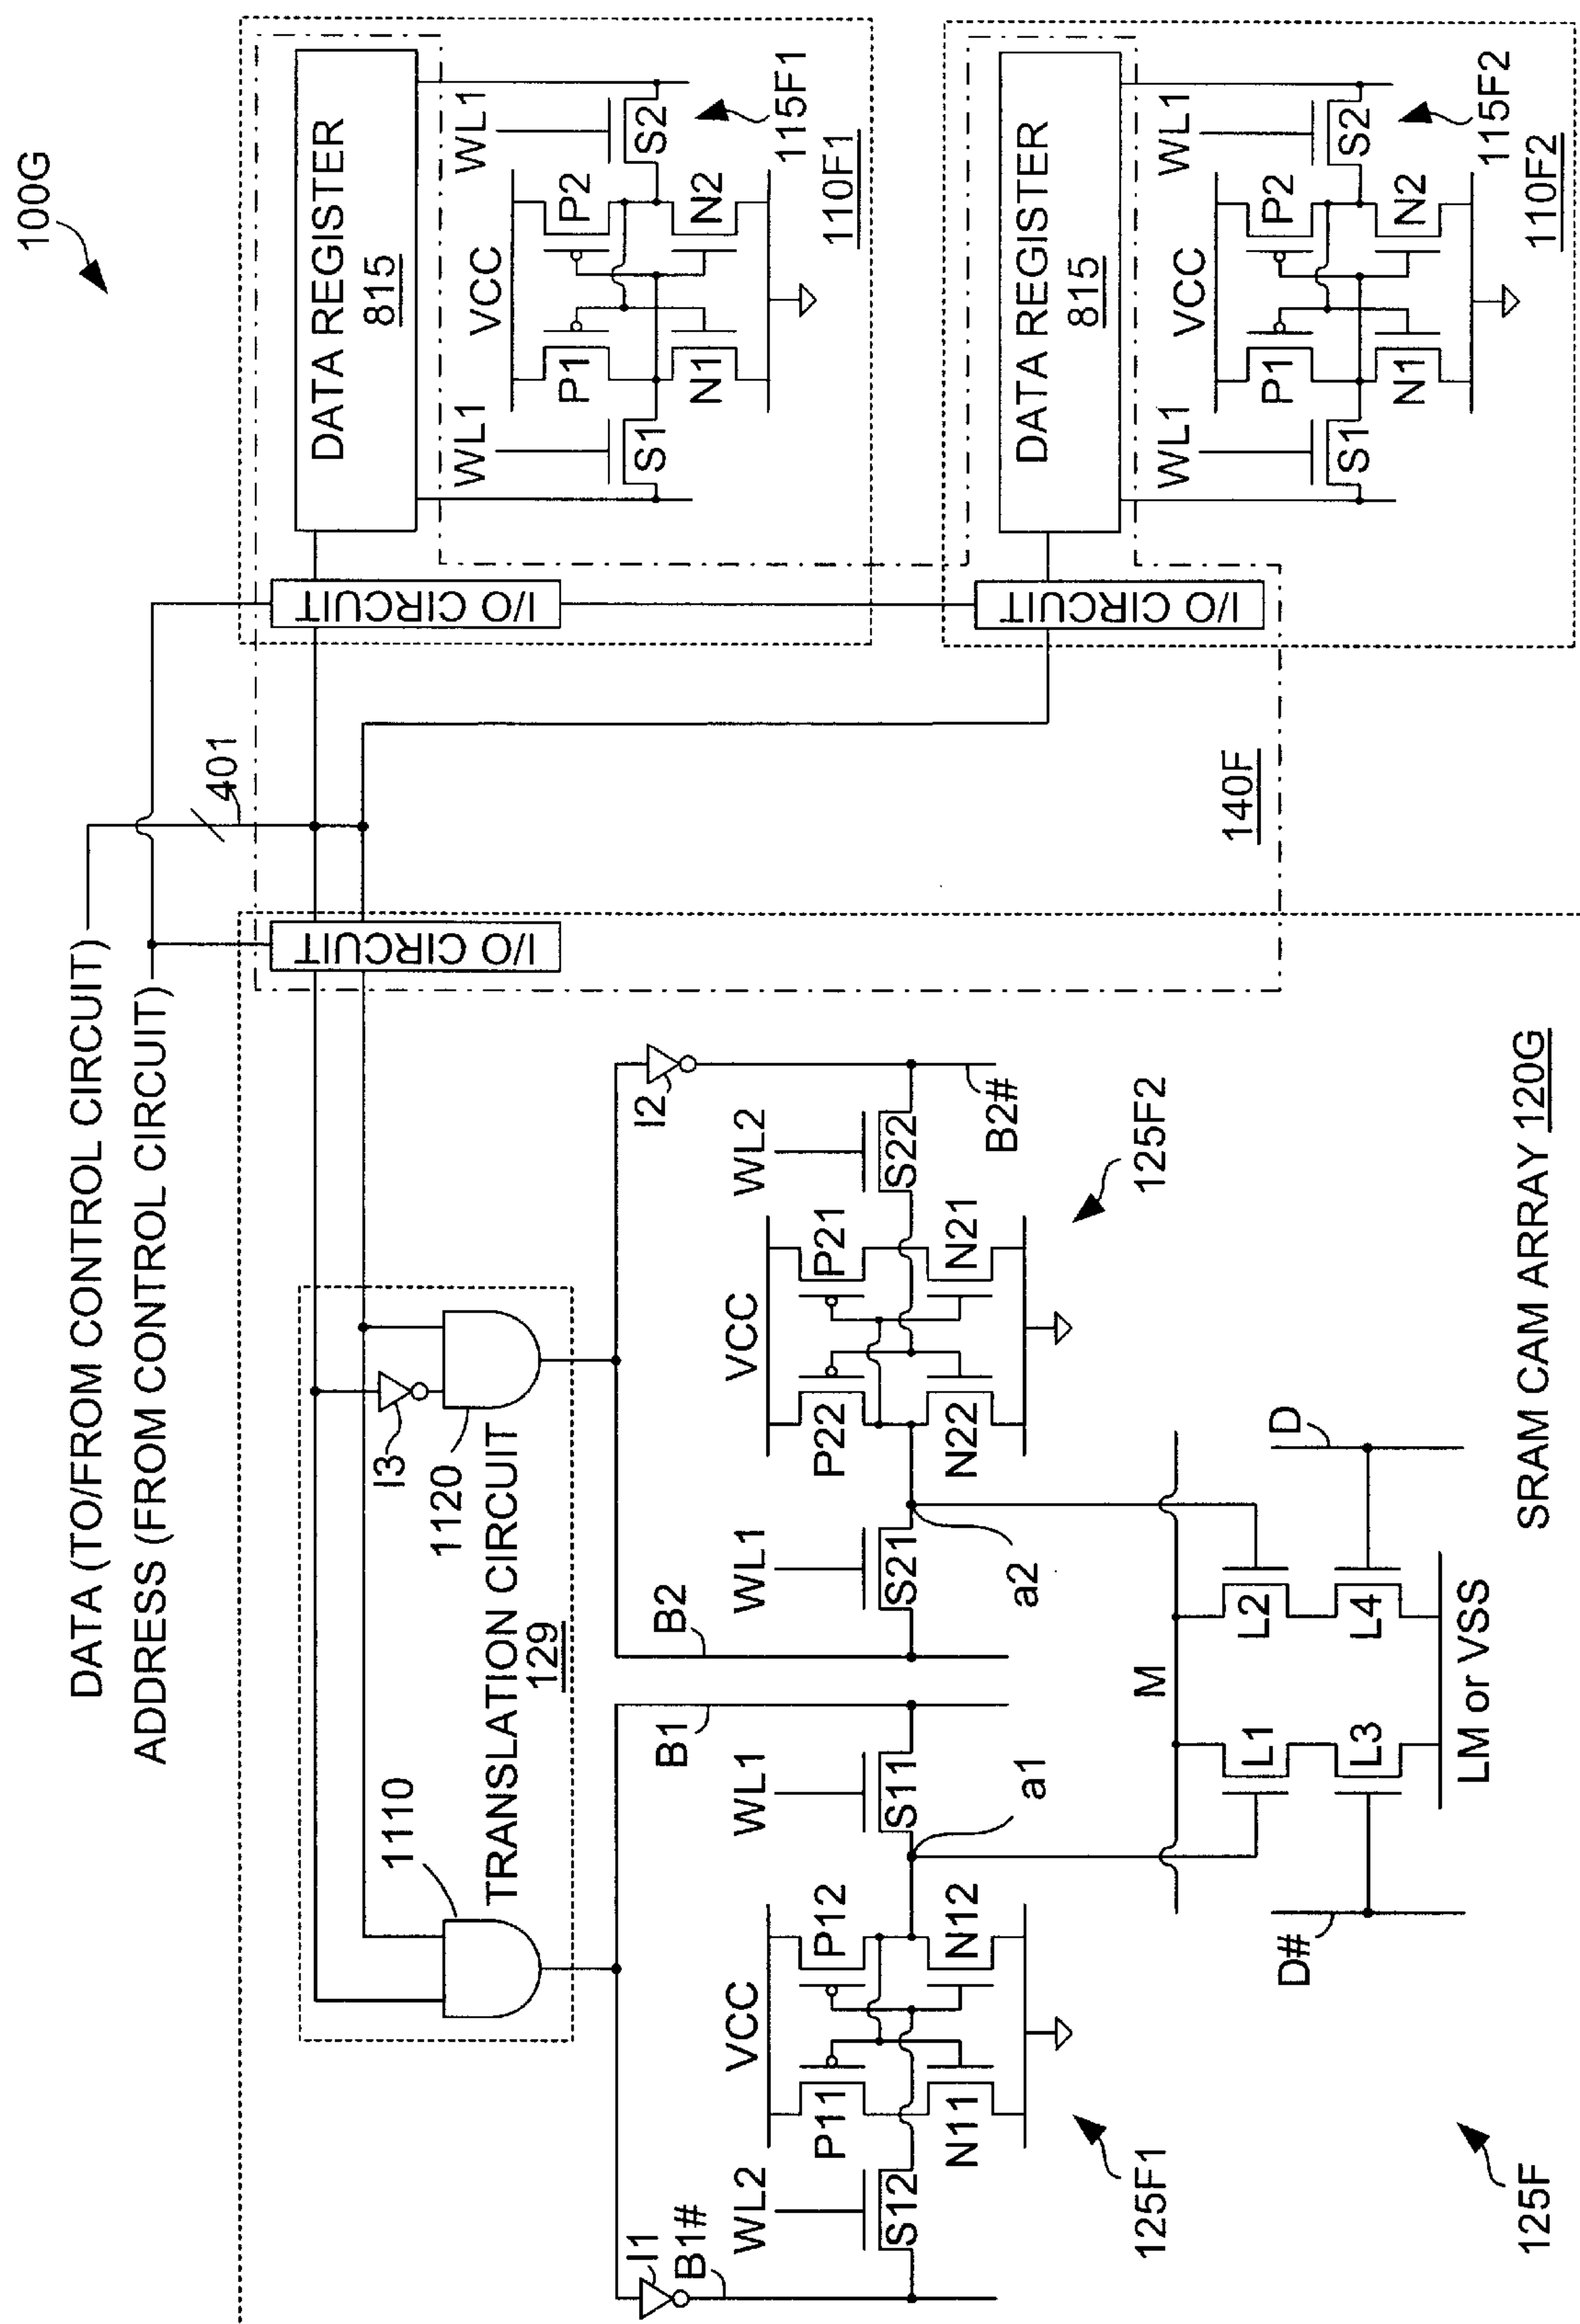 100G
DATA (TO/FROM CONTROL CIRCUIT)
ADDRESS (FROM CONTROL CIRCUIT)
401
I/O CIRCUIT
I/O CIRCUIT
I/O CIRCUIT
DATA REGISTER
815
WL1
WL1
VCC
P1
P2
S1
S2
N1
N2
115F1
110F1
DATA REGISTER
815
WL1
WL1
VCC
P1
P2
S1
S2
N1
N2
115F2
110F2
140F
1110
I3
1120
TRANSLATION CIRCUIT
129
I1
B1#
WL2
S12
VCC
P11
P12
N11
N12
WL1
S11
B1
a1
125F1
B2
WL1
S21
a2
VCC
P22
P21
N22
N21
WL2
S22
I2
B2#
125F2
M
L1
L2
L3
L4
D#
D
LM or VSS
125F
SRAM CAM ARRAY 120G